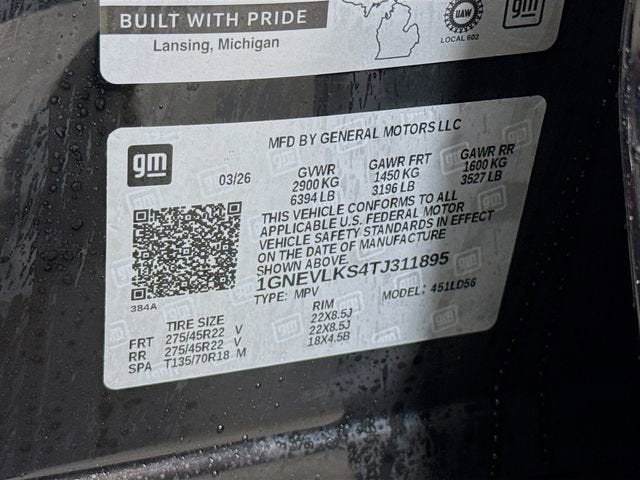 BUILT WITH PRIDE
Lansing, Michigan
UAW
LOCAL 602
gm
MFD BY GENERAL MOTORS LLC
gm
03/26
GVWR GAWR FRT GAWR RR
2900 KG 1450 KG 1600 KG
6394 LB 3196 LB 3527 LB
THIS VEHICLE CONFORMS TO ALL
APPLICABLE U.S. FEDERAL MOTOR
VEHICLE SAFETY STANDARDS IN EFFECT
ON THE DATE OF MANUFACTURE
SHOWN ABOVE.
1GNEVLKS4TJ311895
TYPE: MPV MODEL: 451LD56
384A
TIRE SIZE RIM
FRT 275/45R22 V 22X8.5J
RR 275/45R22 V 22X8.5J
SPA T135/70R18 M 18X4.5B